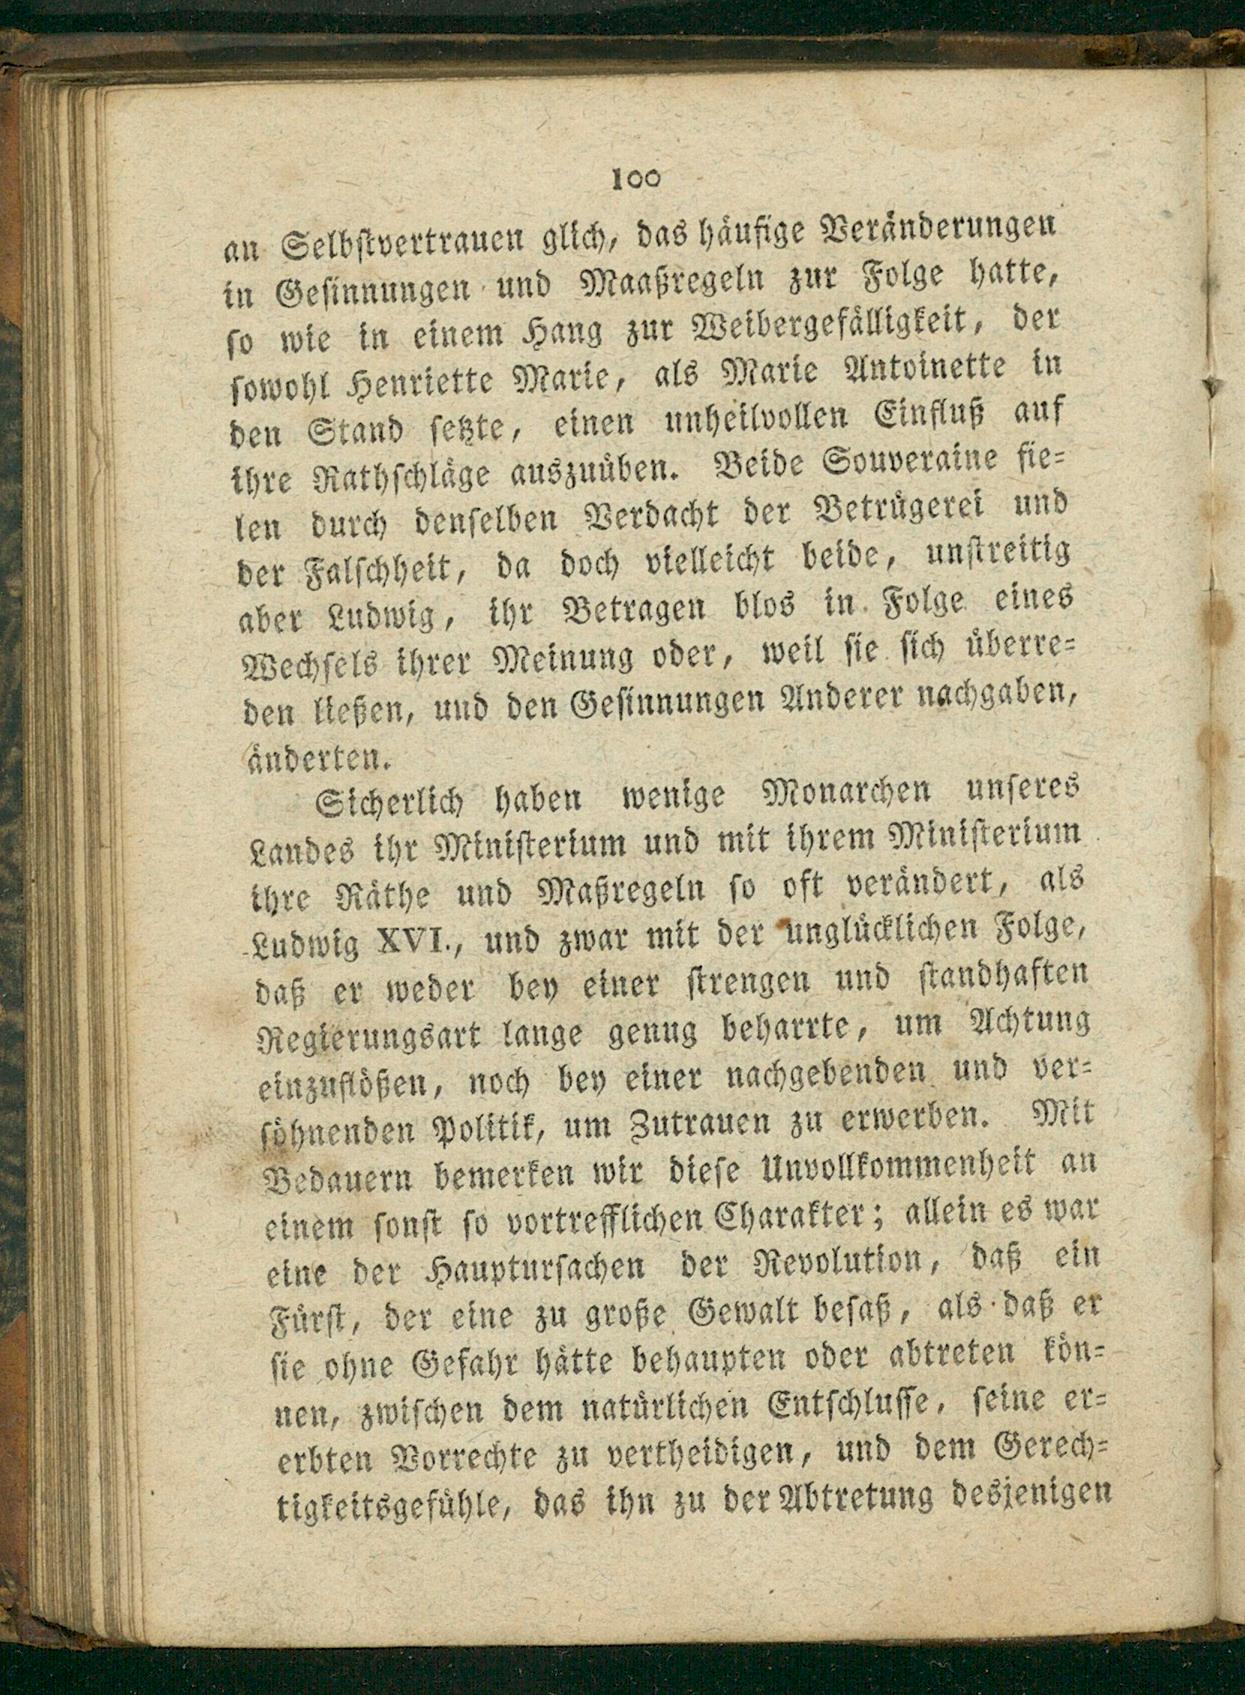 100
an Selbstvertrauen glich, das häufige Veränderungen
in Gesinnungen und Maaßregeln zur Folge hatte,
so wie in einem Hang zur Weibergefälligkeit, der
sowohl Henriette Marie, als Marie Antoinette in
den Stand setzte, einen unheilvollen Einfluß auf
ihre Rathschläge auszuüben. Beide Souveraine fie-
len durch denselben Verdacht der Betrügerei und
der Falschheit, da doch vielleicht beide, unstreitig
aber Ludwig, ihr Betragen blos in Folge eines
Wechsels ihrer Meinung oder, weil sie sich überre-
den ließen, und den Gesinnungen Anderer nachgaben,
änderten.
Sicherlich haben wenige Monarchen unseres
Landes ihr Ministerium und mit ihrem Ministerium
ihre Räthe und Maßregeln so oft verändert, als
Ludwig XVI., und zwar mit der unglücklichen Folge,
daß er weder bey einer strengen und standhaften
Regierungsart lange genug beharrte, um Achtung
einzuflößen, noch bey einer nachgebenden und ver-
söhnenden Politik, um Zutrauen zu erwerben. Mit
Bedauern bemerken wir diese Unvollkommenheit an
einem sonst so vortrefflichen Charakter; allein es war
eine der Hauptursachen der Revolution, daß ein
Fürst, der eine zu große Gewalt besaß, als daß er
sie ohne Gefahr hätte behaupten oder abtreten kön-
nen, zwischen dem natürlichen Entschlusse, seine er-
erbten Vorrechte zu vertheidigen, und dem Gerech-
tigkeitsgefühle, das ihn zu der Abtretung desjenigen